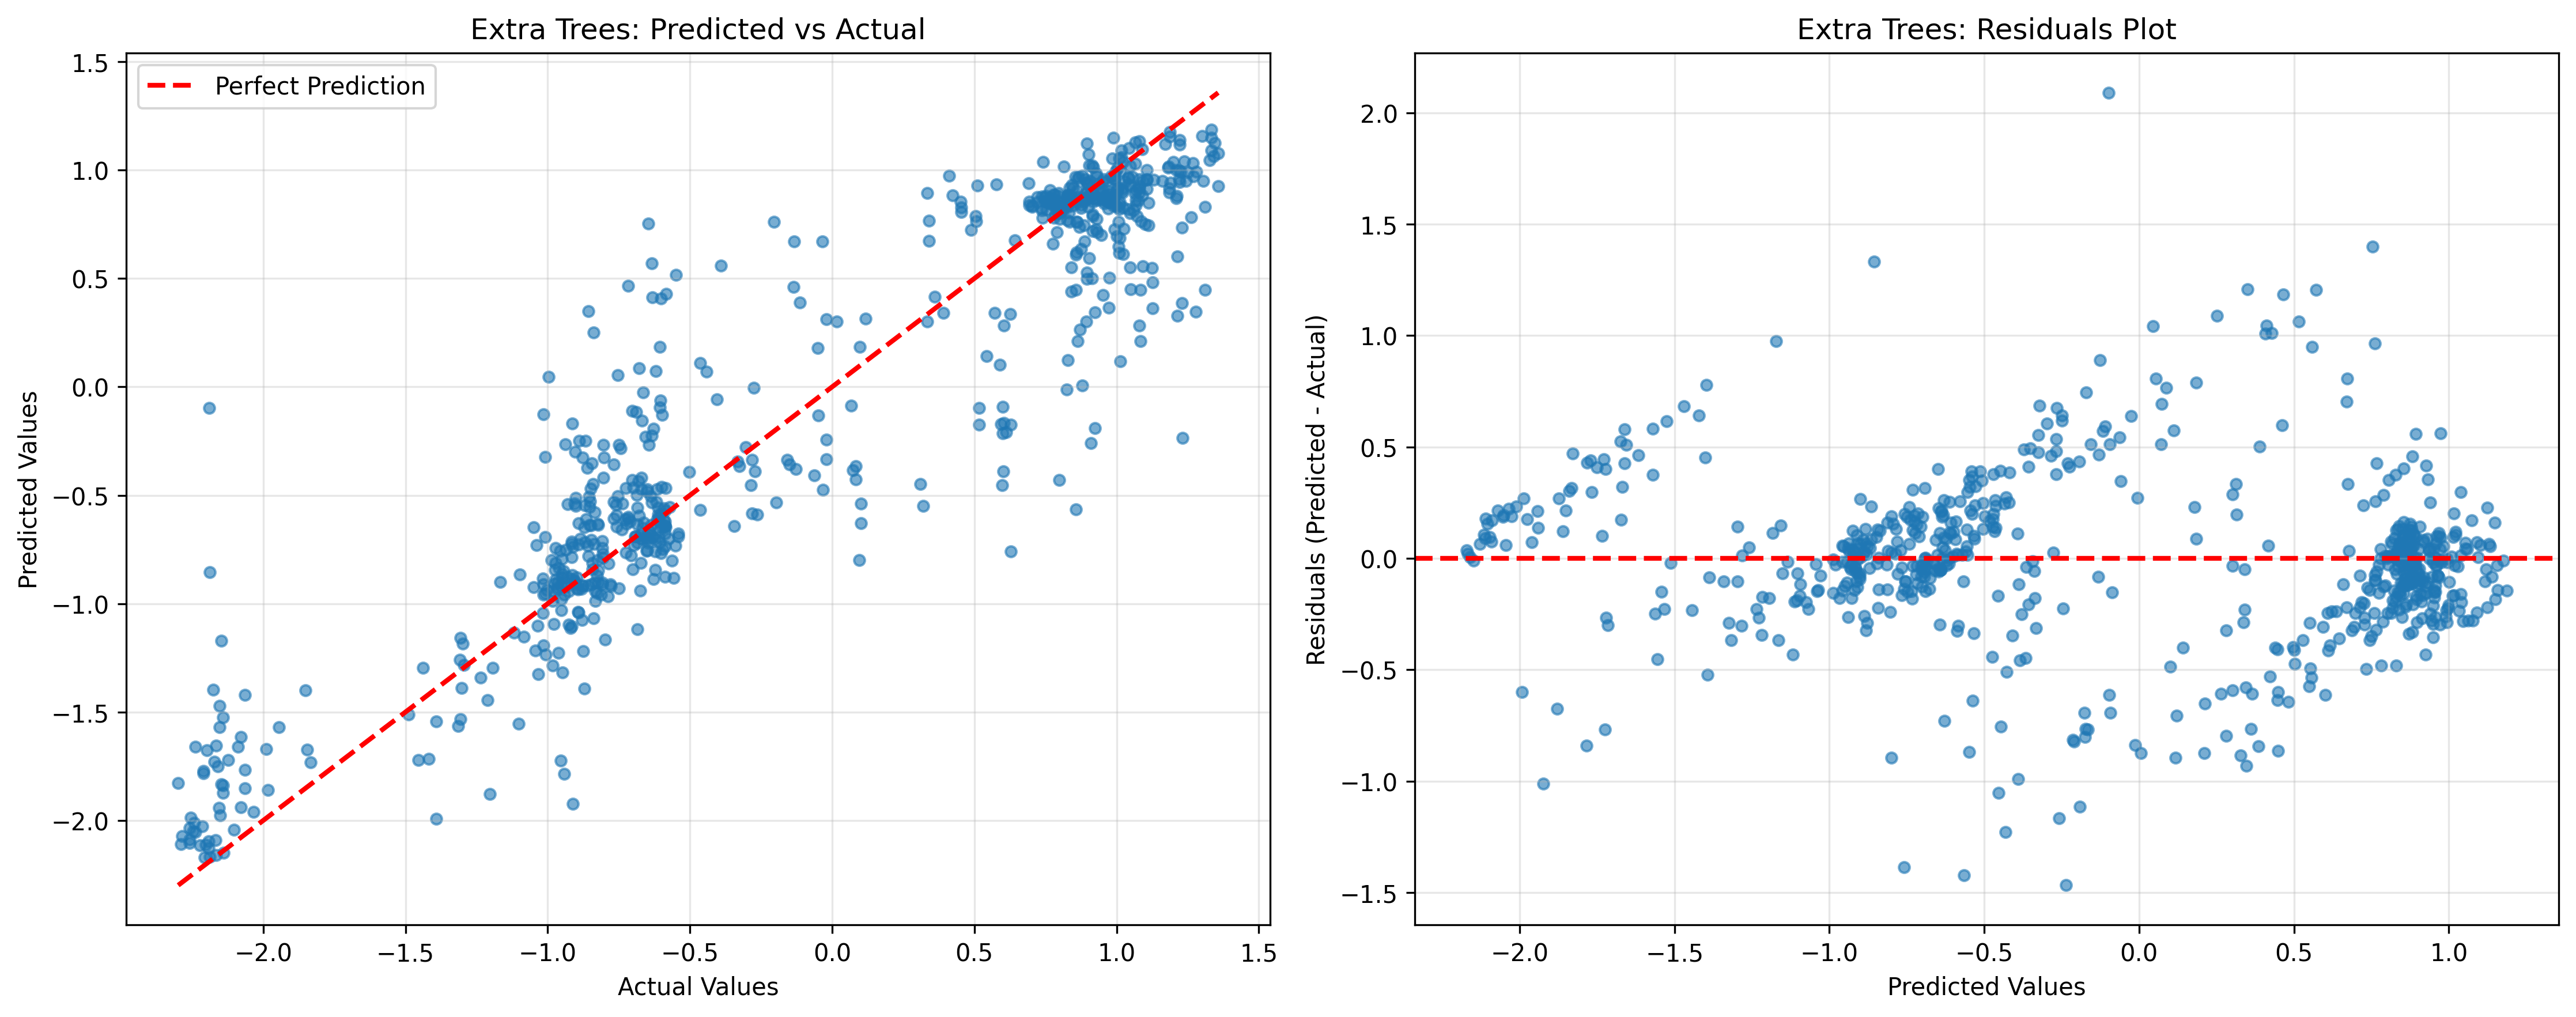 Extra Trees: Predicted vs Actual
Perfect Prediction
1.5
1.0
0.5
0.0
−0.5
−1.0
−1.5
−2.0
Predicted Values
−2.0 −1.5 −1.0 −0.5 0.0 0.5 1.0 1.5
Actual Values
Extra Trees: Residuals Plot
2.0
1.5
1.0
0.5
0.0
−0.5
−1.0
−1.5
Residuals (Predicted - Actual)
−2.0 −1.5 −1.0 −0.5 0.0 0.5 1.0
Predicted Values